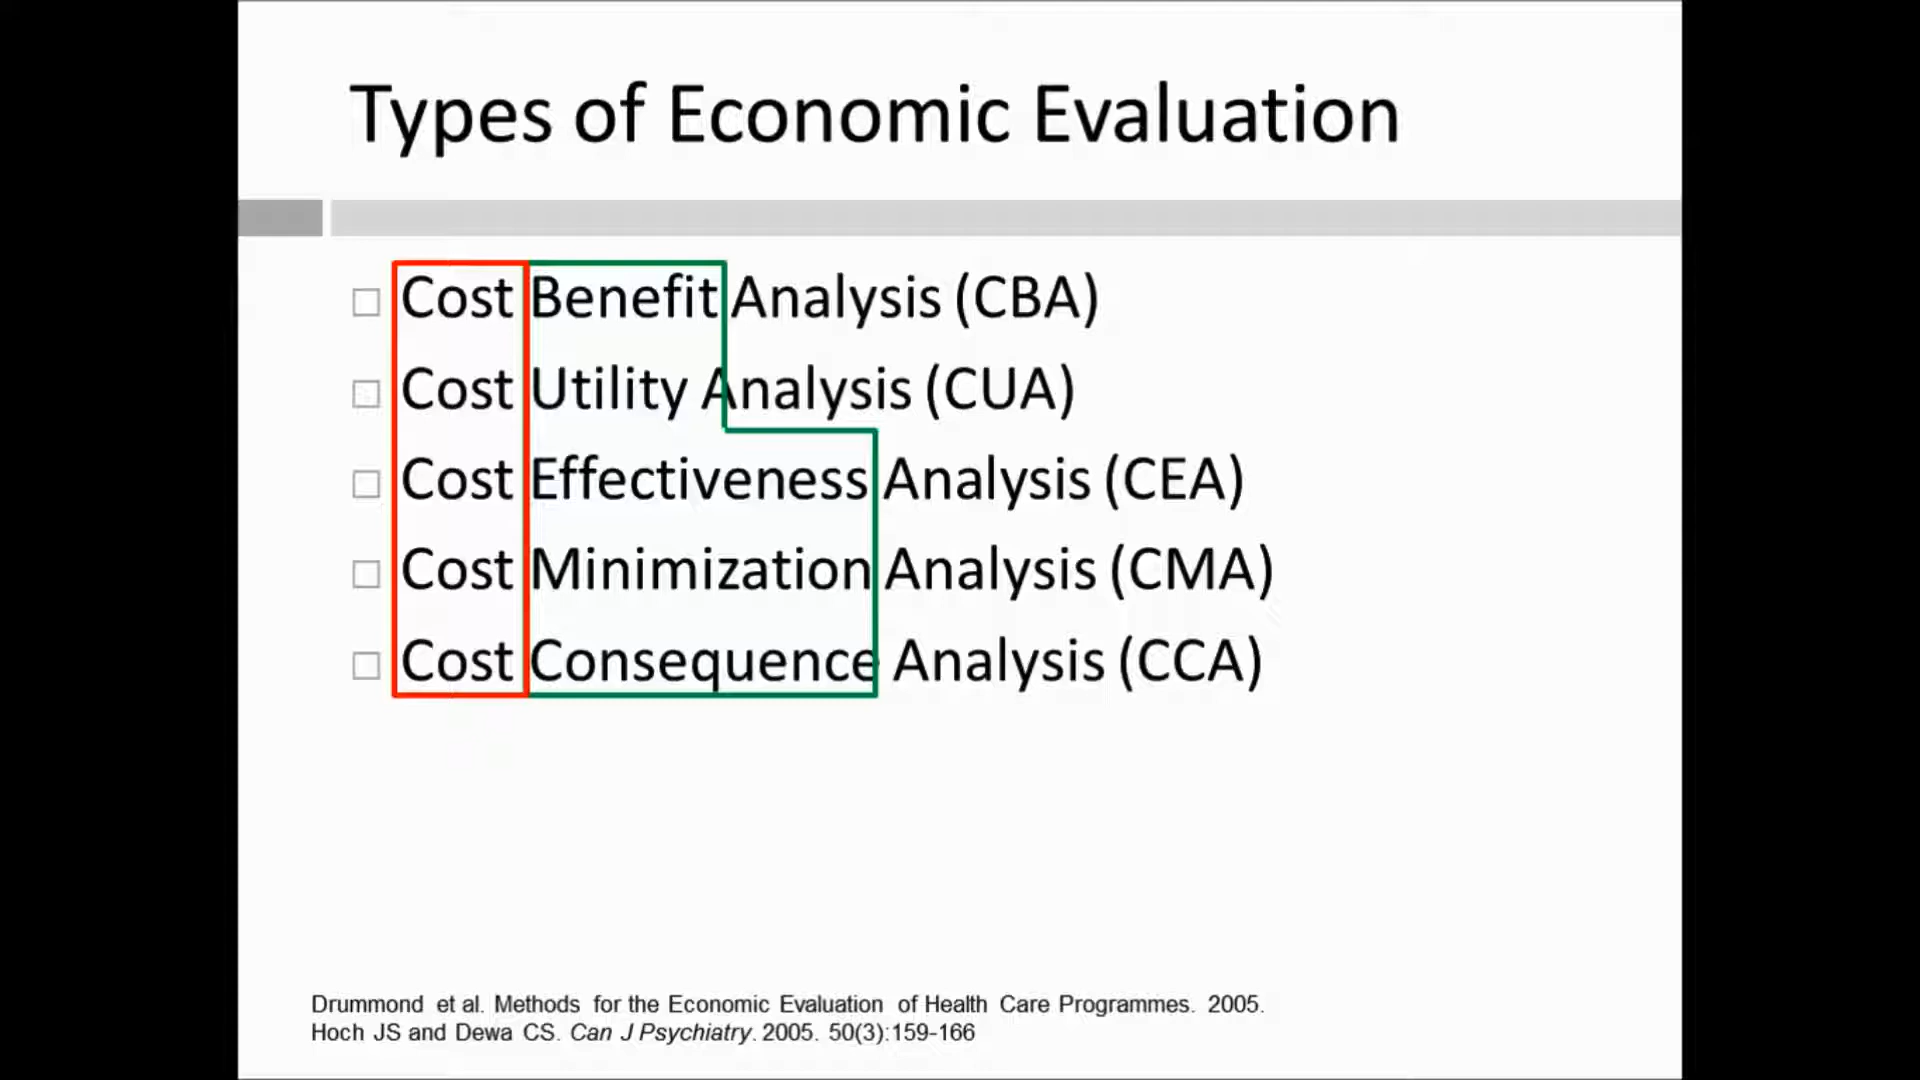 Types of Economic Evaluation
Cost Benefit Analysis (CBA)
Cost Utility Analysis (CUA)
Cost Effectiveness Analysis (CEA)
Cost Minimization Analysis (CMA)
Cost Consequence Analysis (CCA)
Drummond et al. Methods for the Economic Evaluation of Health Care Programmes. 2005.
Hoch JS and Dewa CS. Can J Psychiatry. 2005. 50(3):159-166